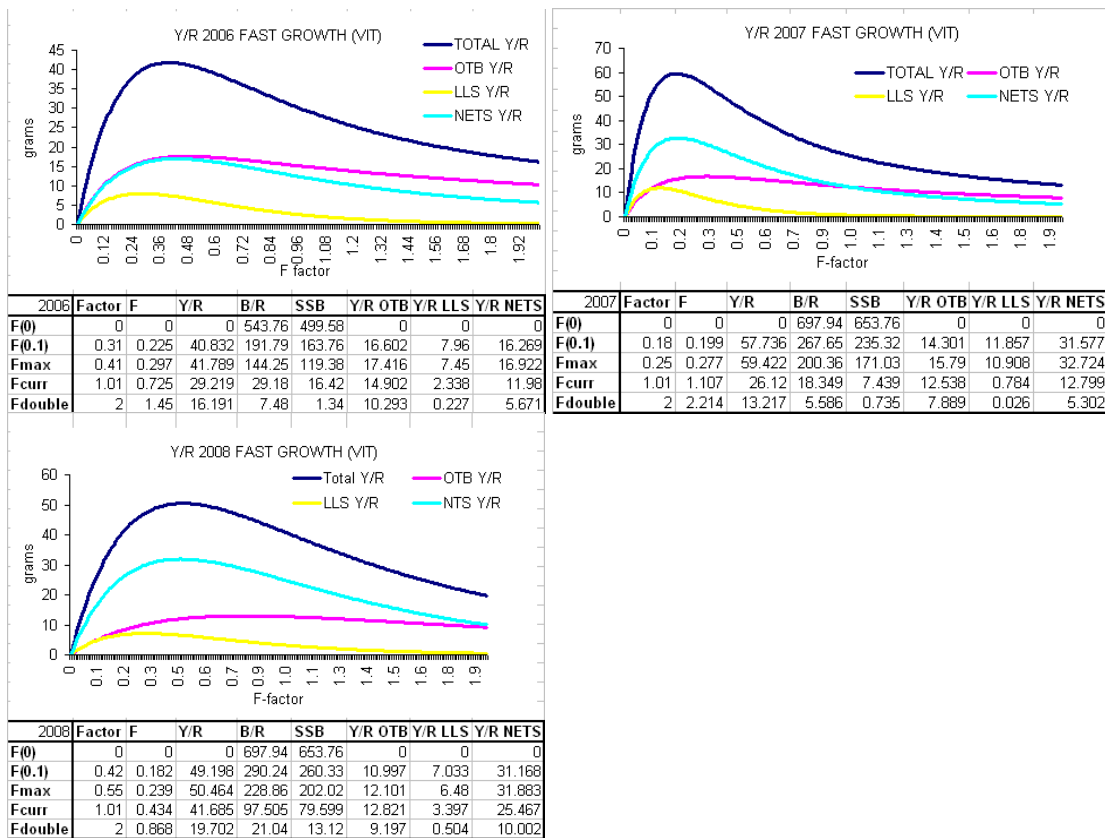 Y/R 2006 FAST GROWTH (VIT)
TOTAL Y/R
OTB Y/R
LLS Y/R
NETS Y/R
grams
45
40
35
30
25
20
15
10
5
0
0 0.12 0.24 0.36 0.48 0.6 0.72 0.84 0.96 1.08 1.2 1.32 1.44 1.56 1.68 1.8 1.92
F factor
2006 Factor F Y/R B/R SSB Y/R OTB Y/R LLS Y/R NETS
F(0) 0 0 0 543.76 499.58 0 0 0
F(0.1) 0.31 0.225 40.832 191.79 163.76 16.602 7.96 16.269
Fmax 0.41 0.297 41.789 144.25 119.38 17.416 7.45 16.922
Fcurr 1.01 0.725 29.219 29.18 16.42 14.902 2.338 11.98
Fdouble 2 1.45 16.191 7.48 1.34 10.293 0.227 5.671
Y/R 2007 FAST GROWTH (VIT)
TOTAL Y/R OTB Y/R
LLS Y/R NETS Y/R
grams
70
60
50
40
30
20
10
0
0 0.1 0.2 0.3 0.4 0.5 0.6 0.7 0.8 0.9 1.0 1.1 1.3 1.4 1.5 1.6 1.7 1.8 1.9
F-factor
2007 Factor F Y/R B/R SSB Y/R OTB Y/R LLS Y/R NETS
F(0) 0 0 0 697.94 653.76 0 0 0
F(0.1) 0.18 0.199 57.736 267.65 235.32 14.301 11.857 31.577
Fmax 0.25 0.277 59.422 200.36 171.03 15.79 10.908 32.724
Fcurr 1.01 1.107 26.12 18.349 7.439 12.538 0.784 12.799
Fdouble 2 2.214 13.217 5.586 0.735 7.889 0.026 5.302
Y/R 2008 FAST GROWTH (VIT)
Total Y/R OTB Y/R
LLS Y/R NTS Y/R
grams
60
50
40
30
20
10
0
0 0.1 0.3 0.4 0.5 0.6 0.7 0.9 1.0 1.1 1.3 1.4 1.5 1.6 1.7 1.9
F-factor
2008 Factor F Y/R B/R SSB Y/R OTB Y/R LLS Y/R NETS
F(0) 0 0 0 697.94 653.76 0 0 0
F(0.1) 0.42 0.182 49.198 290.24 260.33 10.997 7.033 31.168
Fmax 0.55 0.239 50.464 228.86 202.02 12.101 6.48 31.883
Fcurr 1.01 0.434 41.685 97.505 79.599 12.821 3.397 25.467
Fdouble 2 0.868 19.702 21.04 13.12 9.197 0.504 10.002